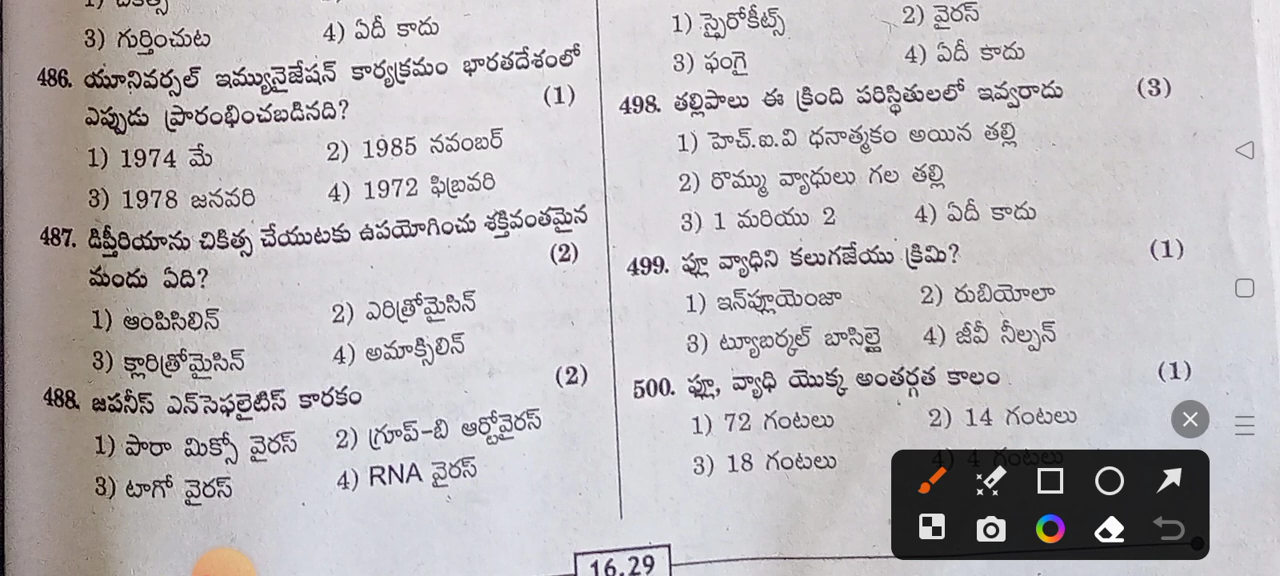 3) గుర్తించుట 4) ఏదీ కాదు
486. యూనివర్సల్ ఇమ్యునైజేషన్ కార్యక్రమం భారతదేశంలో
ఎప్పుడు ప్రారంభించబడినది? (1)
1) 1974 మే 2) 1985 నవంబర్
3) 1978 జనవరి 4) 1972 ఫిబ్రవరి
487. డిప్తీరియాను చికిత్స చేయుటకు ఉపయోగించు శక్తివంతమైన
మందు ఏది? (2)
1) ఆంపిసిలిన్ 2) ఎరిత్రోమైసిన్
3) క్లారిత్రోమైసిన్ 4) అమాక్సిలిన్
488. జపనీస్ ఎన్‌సెఫలైటిస్ కారకం (2)
1) పారా మిక్సో వైరస్ 2) గ్రూప్-బి ఆర్బోవైరస్
3) టాగో వైరస్ 4) RNA వైరస్
1) స్పైరోకీట్స్ 2) వైరస్
3) ఫంగై 4) ఏదీ కాదు
498. తల్లిపాలు ఈ క్రింది పరిస్థితులలో ఇవ్వరాదు (3)
1) హెచ్.ఐ.వి ధనాత్మకం అయిన తల్లి
2) రొమ్ము వ్యాధులు గల తల్లి
3) 1 మరియు 2 4) ఏదీ కాదు
499. ఫ్లూ వ్యాధిని కలుగజేయు క్రిమి? (1)
1) ఇన్‌ఫ్లూయెంజా 2) రుబియోలా
3) ట్యూబర్కల్ బాసిల్లై 4) జీవీ నీల్సన్
500. ఫ్లూ, వ్యాధి యొక్క అంతర్గత కాలం (1)
1) 72 గంటలు 2) 14 గంటలు
3) 18 గంటలు 4) 4 గంటలు
16.29